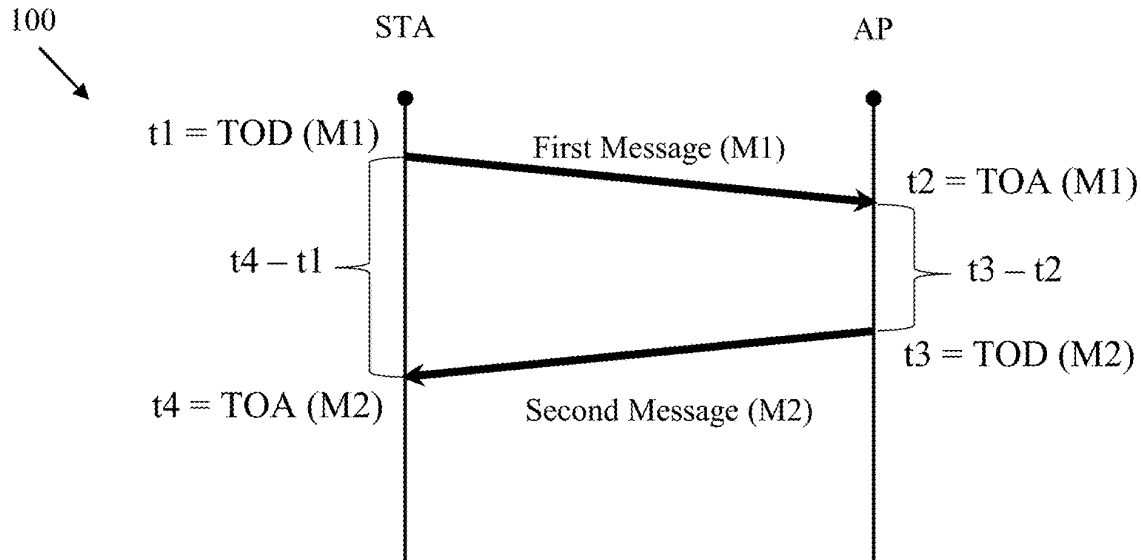 100
STA
AP
t1 = TOD (M1)
First Message (M1)
t2 = TOA (M1)
t4 – t1
t3 – t2
t3 = TOD (M2)
t4 = TOA (M2)
Second Message (M2)